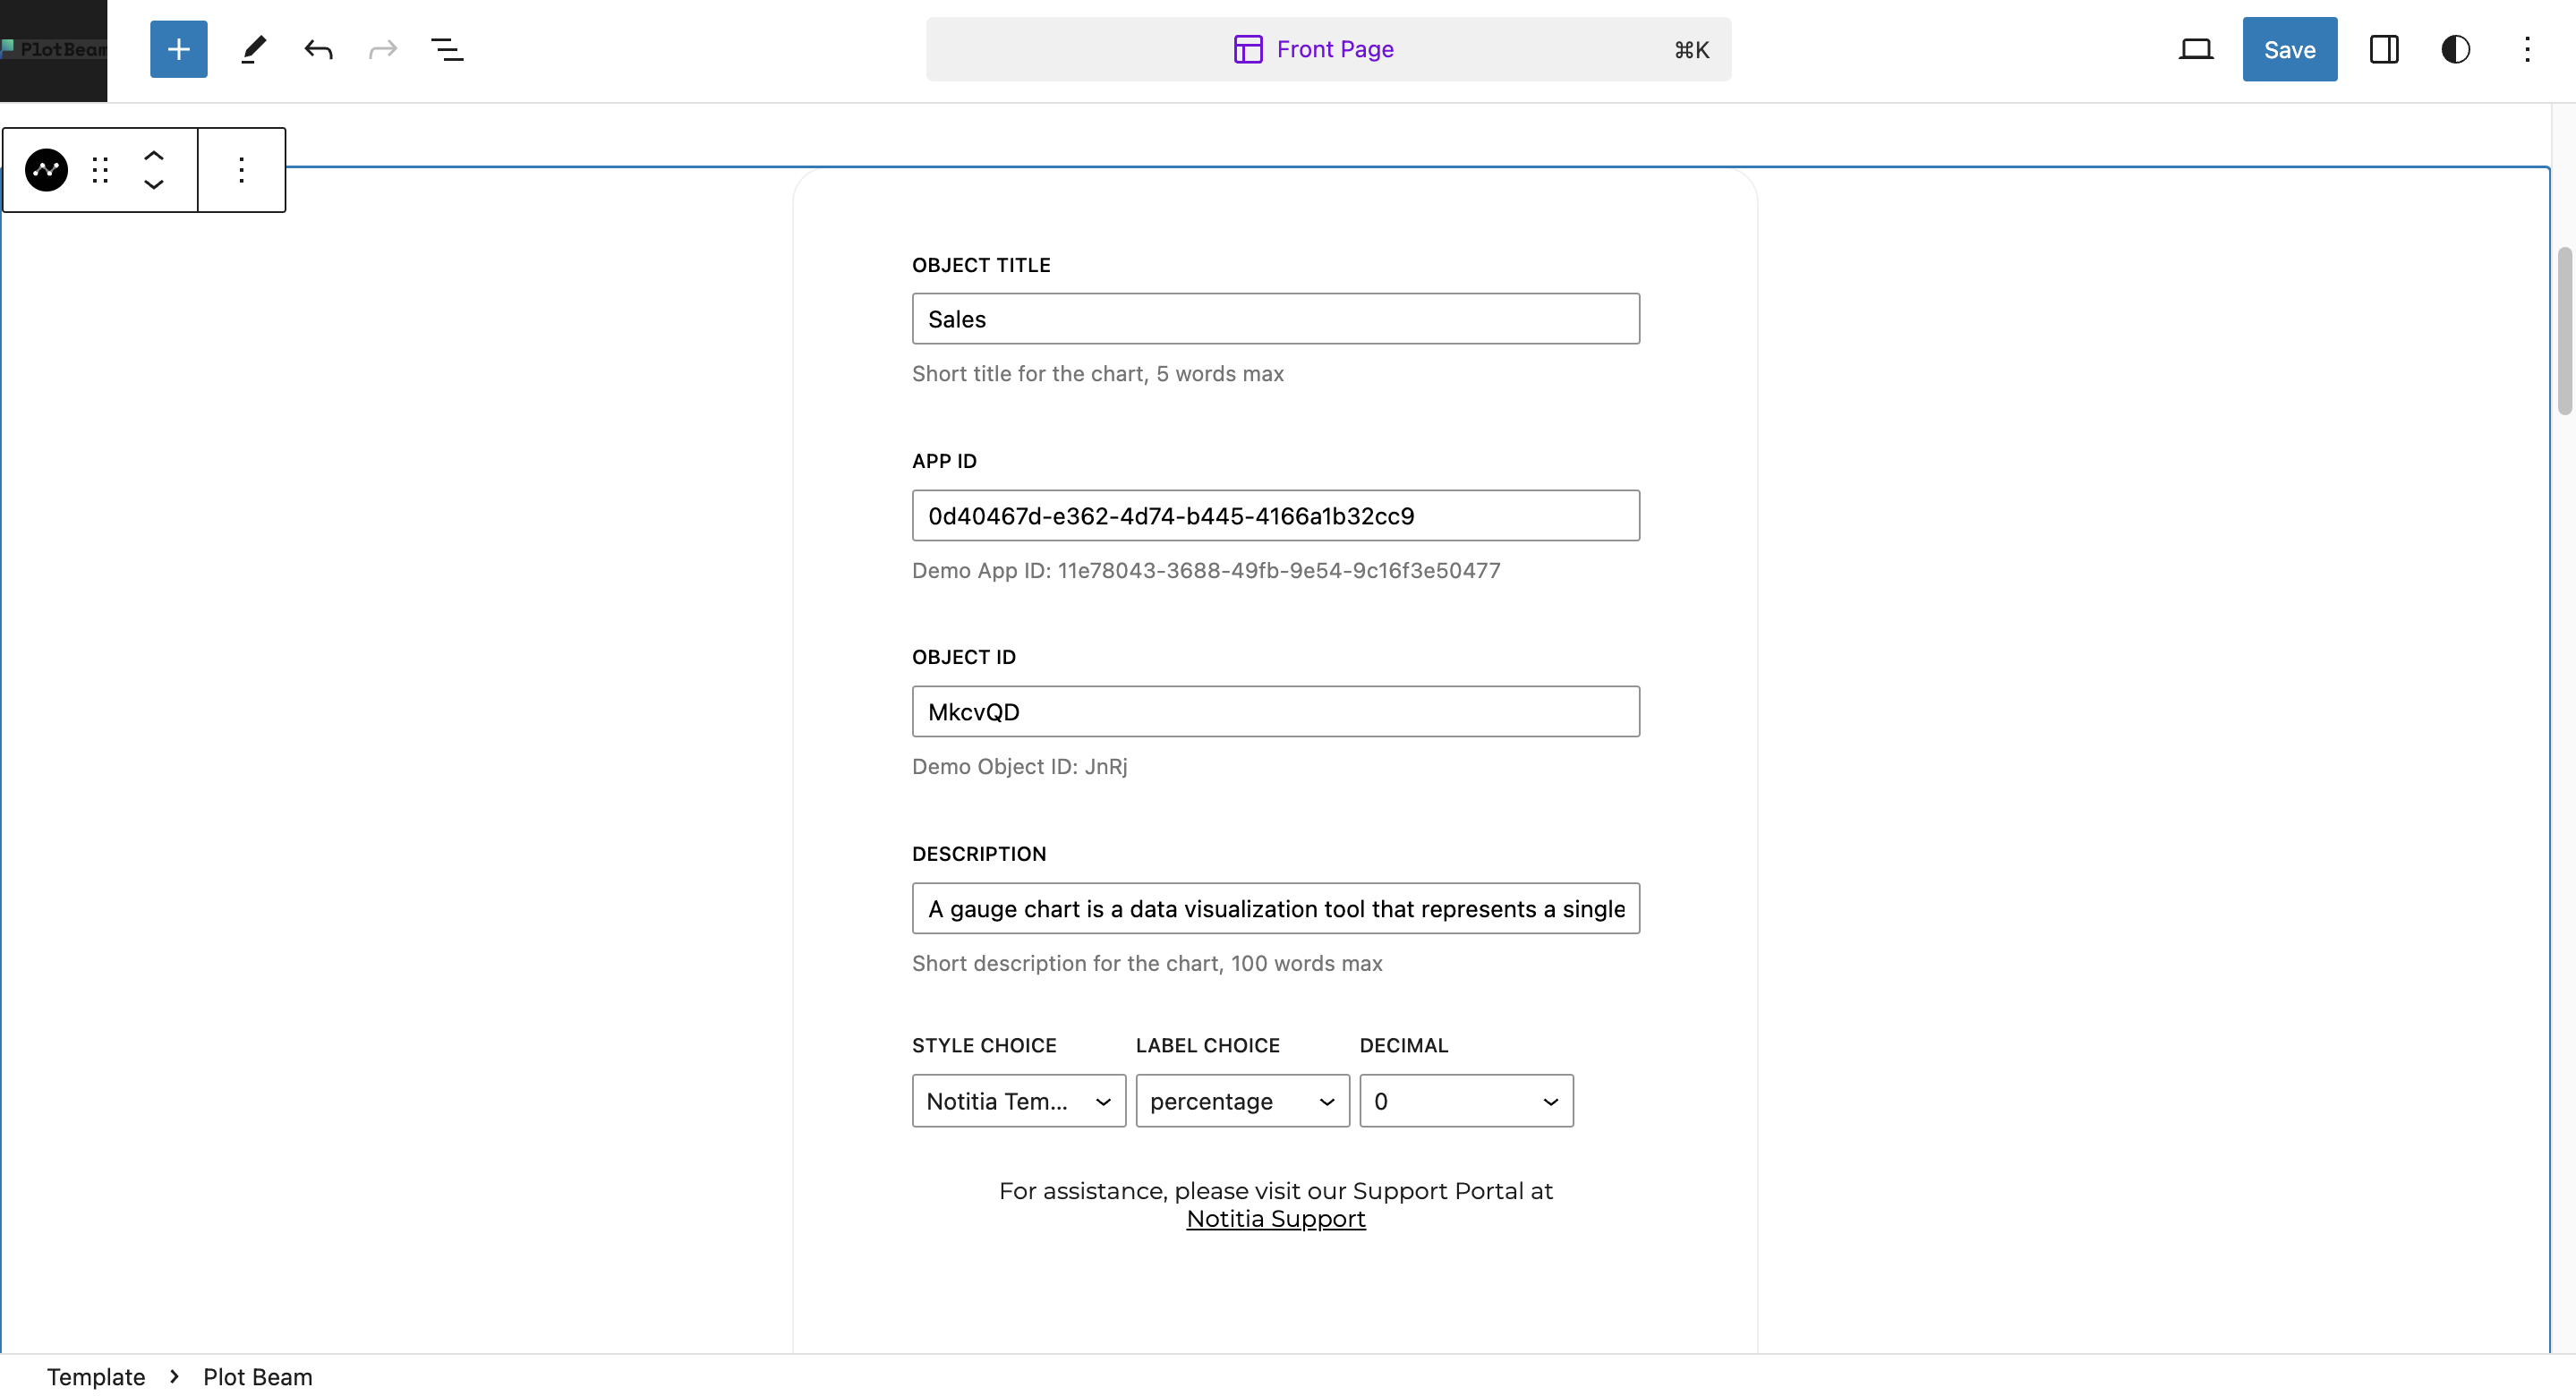 PlotBeam
Front Page
⌘K
Save
OBJECT TITLE
Sales
Short title for the chart, 5 words max
APP ID
0d40467d-e362-4d74-b445-4166a1b32cc9
Demo App ID: 11e78043-3688-49fb-9e54-9c16f3e50477
OBJECT ID
MkcvQD
Demo Object ID: JnRj
DESCRIPTION
A gauge chart is a data visualization tool that represents a single
Short description for the chart, 100 words max
STYLE CHOICE LABEL CHOICE DECIMAL
Notitia Tem... percentage 0
For assistance, please visit our Support Portal at
Notitia Support
Template > Plot Beam